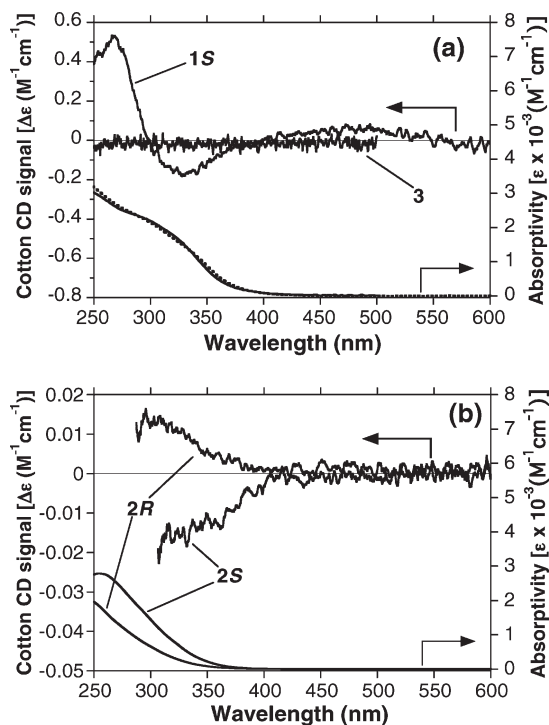 0.6
0.4
0.2
0
-0.2
-0.4
-0.6
-0.8
Cotton CD signal [Δε (M⁻¹cm⁻¹)]
1S
(a)
3
8
7
6
5
4
3
2
1
0
Absorptivity [ε x 10⁻³(M⁻¹cm⁻¹)
250 300 350 400 450 500 550 600
Wavelength (nm)
0.02
0.01
0
-0.01
-0.02
-0.03
-0.04
-0.05
Cotton CD signal [Δε (M⁻¹cm⁻¹)]
(b)
2R
2S
8
7
6
5
4
3
2
1
0
Absorptivity [ε x 10⁻³(M⁻¹cm⁻¹)
250 300 350 400 450 500 550 600
Wavelength (nm)